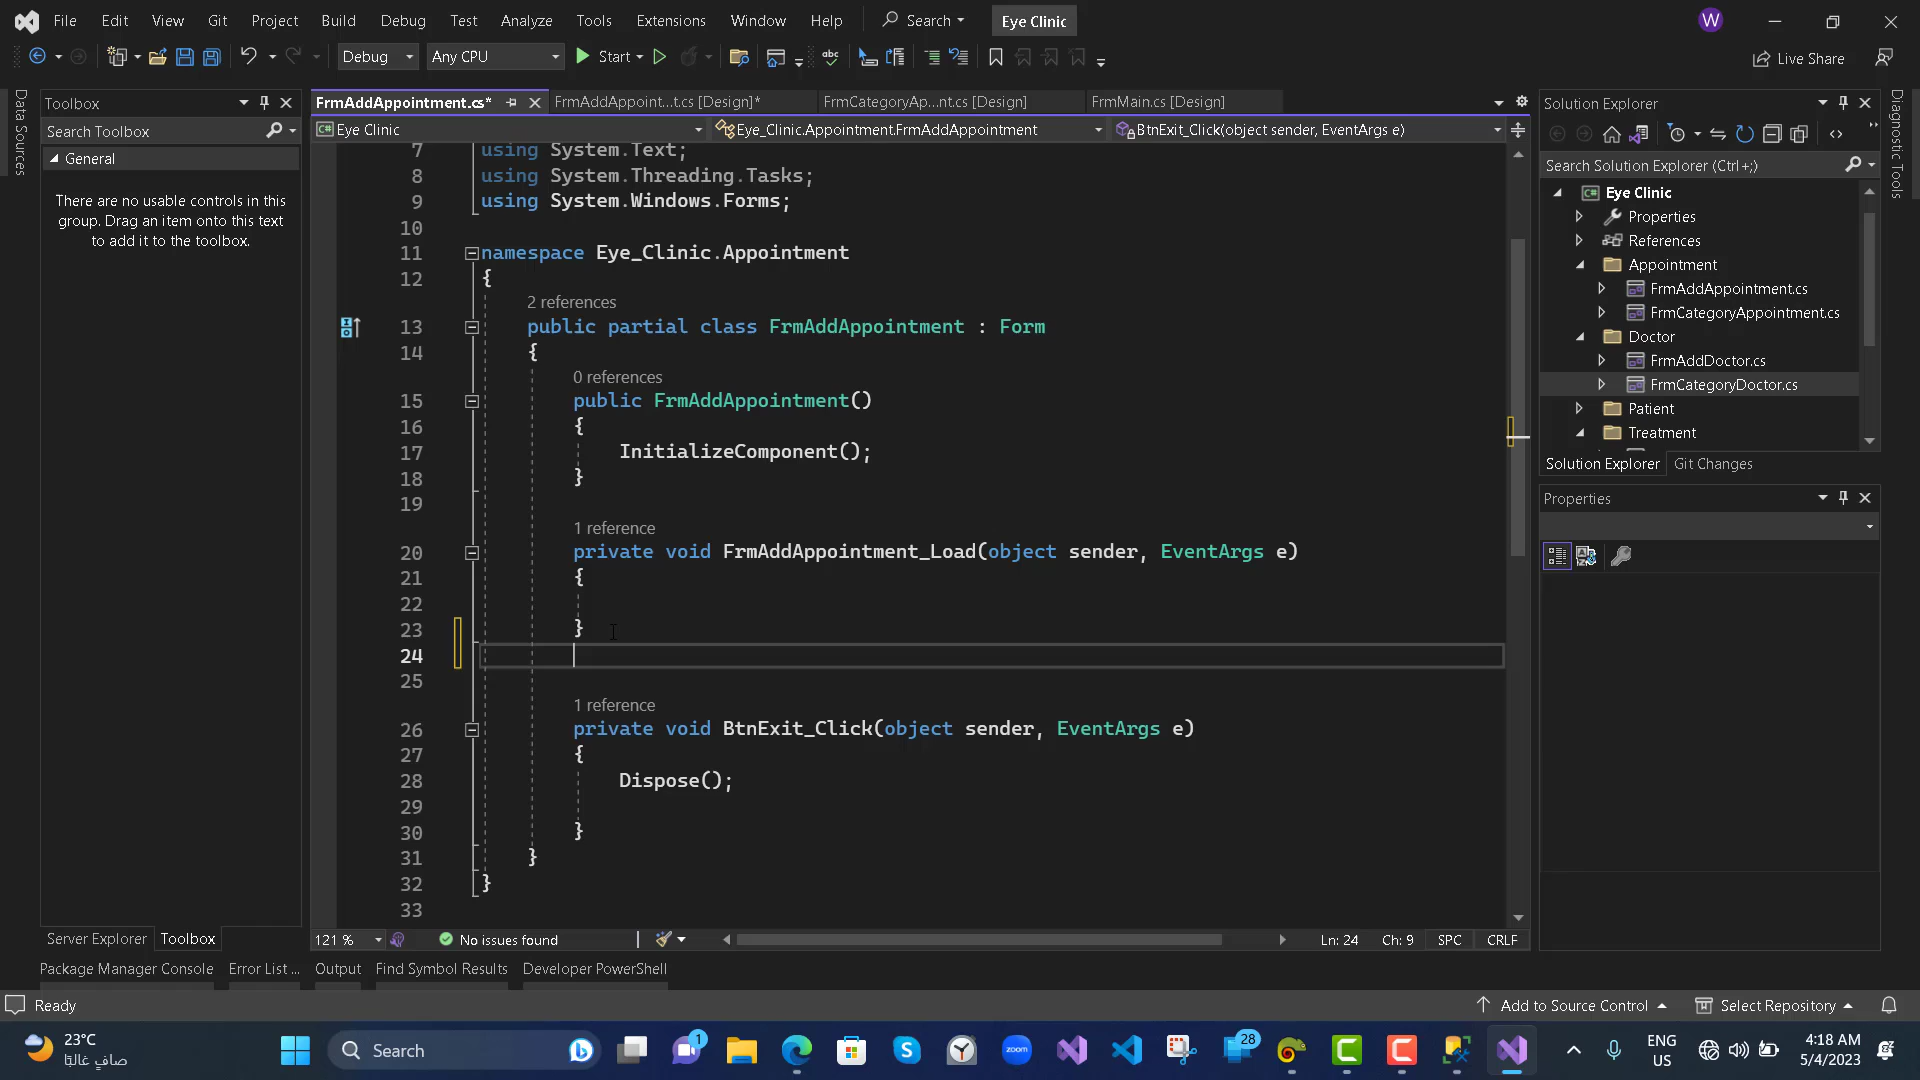 File Edit View Git Project Build Debug Test Analyze Tools Extensions Window Help Search Eye Clinic W
Debug Any CPU Start Live Share
Data Sources
Toolbox
Search Toolbox
General
There are no usable controls in this
group. Drag an item onto this text
to add it to the toolbox.
Server Explorer Toolbox
FrmAddAppointment.cs* FrmAddAppoint...t.cs [Design]* FrmCategoryAp...nt.cs [Design] FrmMain.cs [Design]
Eye Clinic Eye_Clinic.Appointment.FrmAddAppointment BtnExit_Click(object sender, EventArgs e)
7 using System.Text;
8 using System.Threading.Tasks;
9 using System.Windows.Forms;
10
11 namespace Eye_Clinic.Appointment
12 {
2 references
13 public partial class FrmAddAppointment : Form
14 {
0 references
15 public FrmAddAppointment()
16 {
17 InitializeComponent();
18 }
19
1 reference
20 private void FrmAddAppointment_Load(object sender, EventArgs e)
21 {
22
23 }
24
25
1 reference
26 private void BtnExit_Click(object sender, EventArgs e)
27 {
28 Dispose();
29
30 }
31 }
32 }
33
121 % No issues found Ln: 24 Ch: 9 SPC CRLF
Solution Explorer
Search Solution Explorer (Ctrl+;)
Eye Clinic
Properties
References
Appointment
FrmAddAppointment.cs
FrmCategoryAppointment.cs
Doctor
FrmAddDoctor.cs
FrmCategoryDoctor.cs
Patient
Treatment
Solution Explorer Git Changes
Properties
Diagnostic Tools
Package Manager Console Error List ... Output Find Symbol Results Developer PowerShell
Ready Add to Source Control Select Repository
23°C
صافٍ غالبًا
Search 1 zoom 28
ENG
US
4:18 AM
5/4/2023